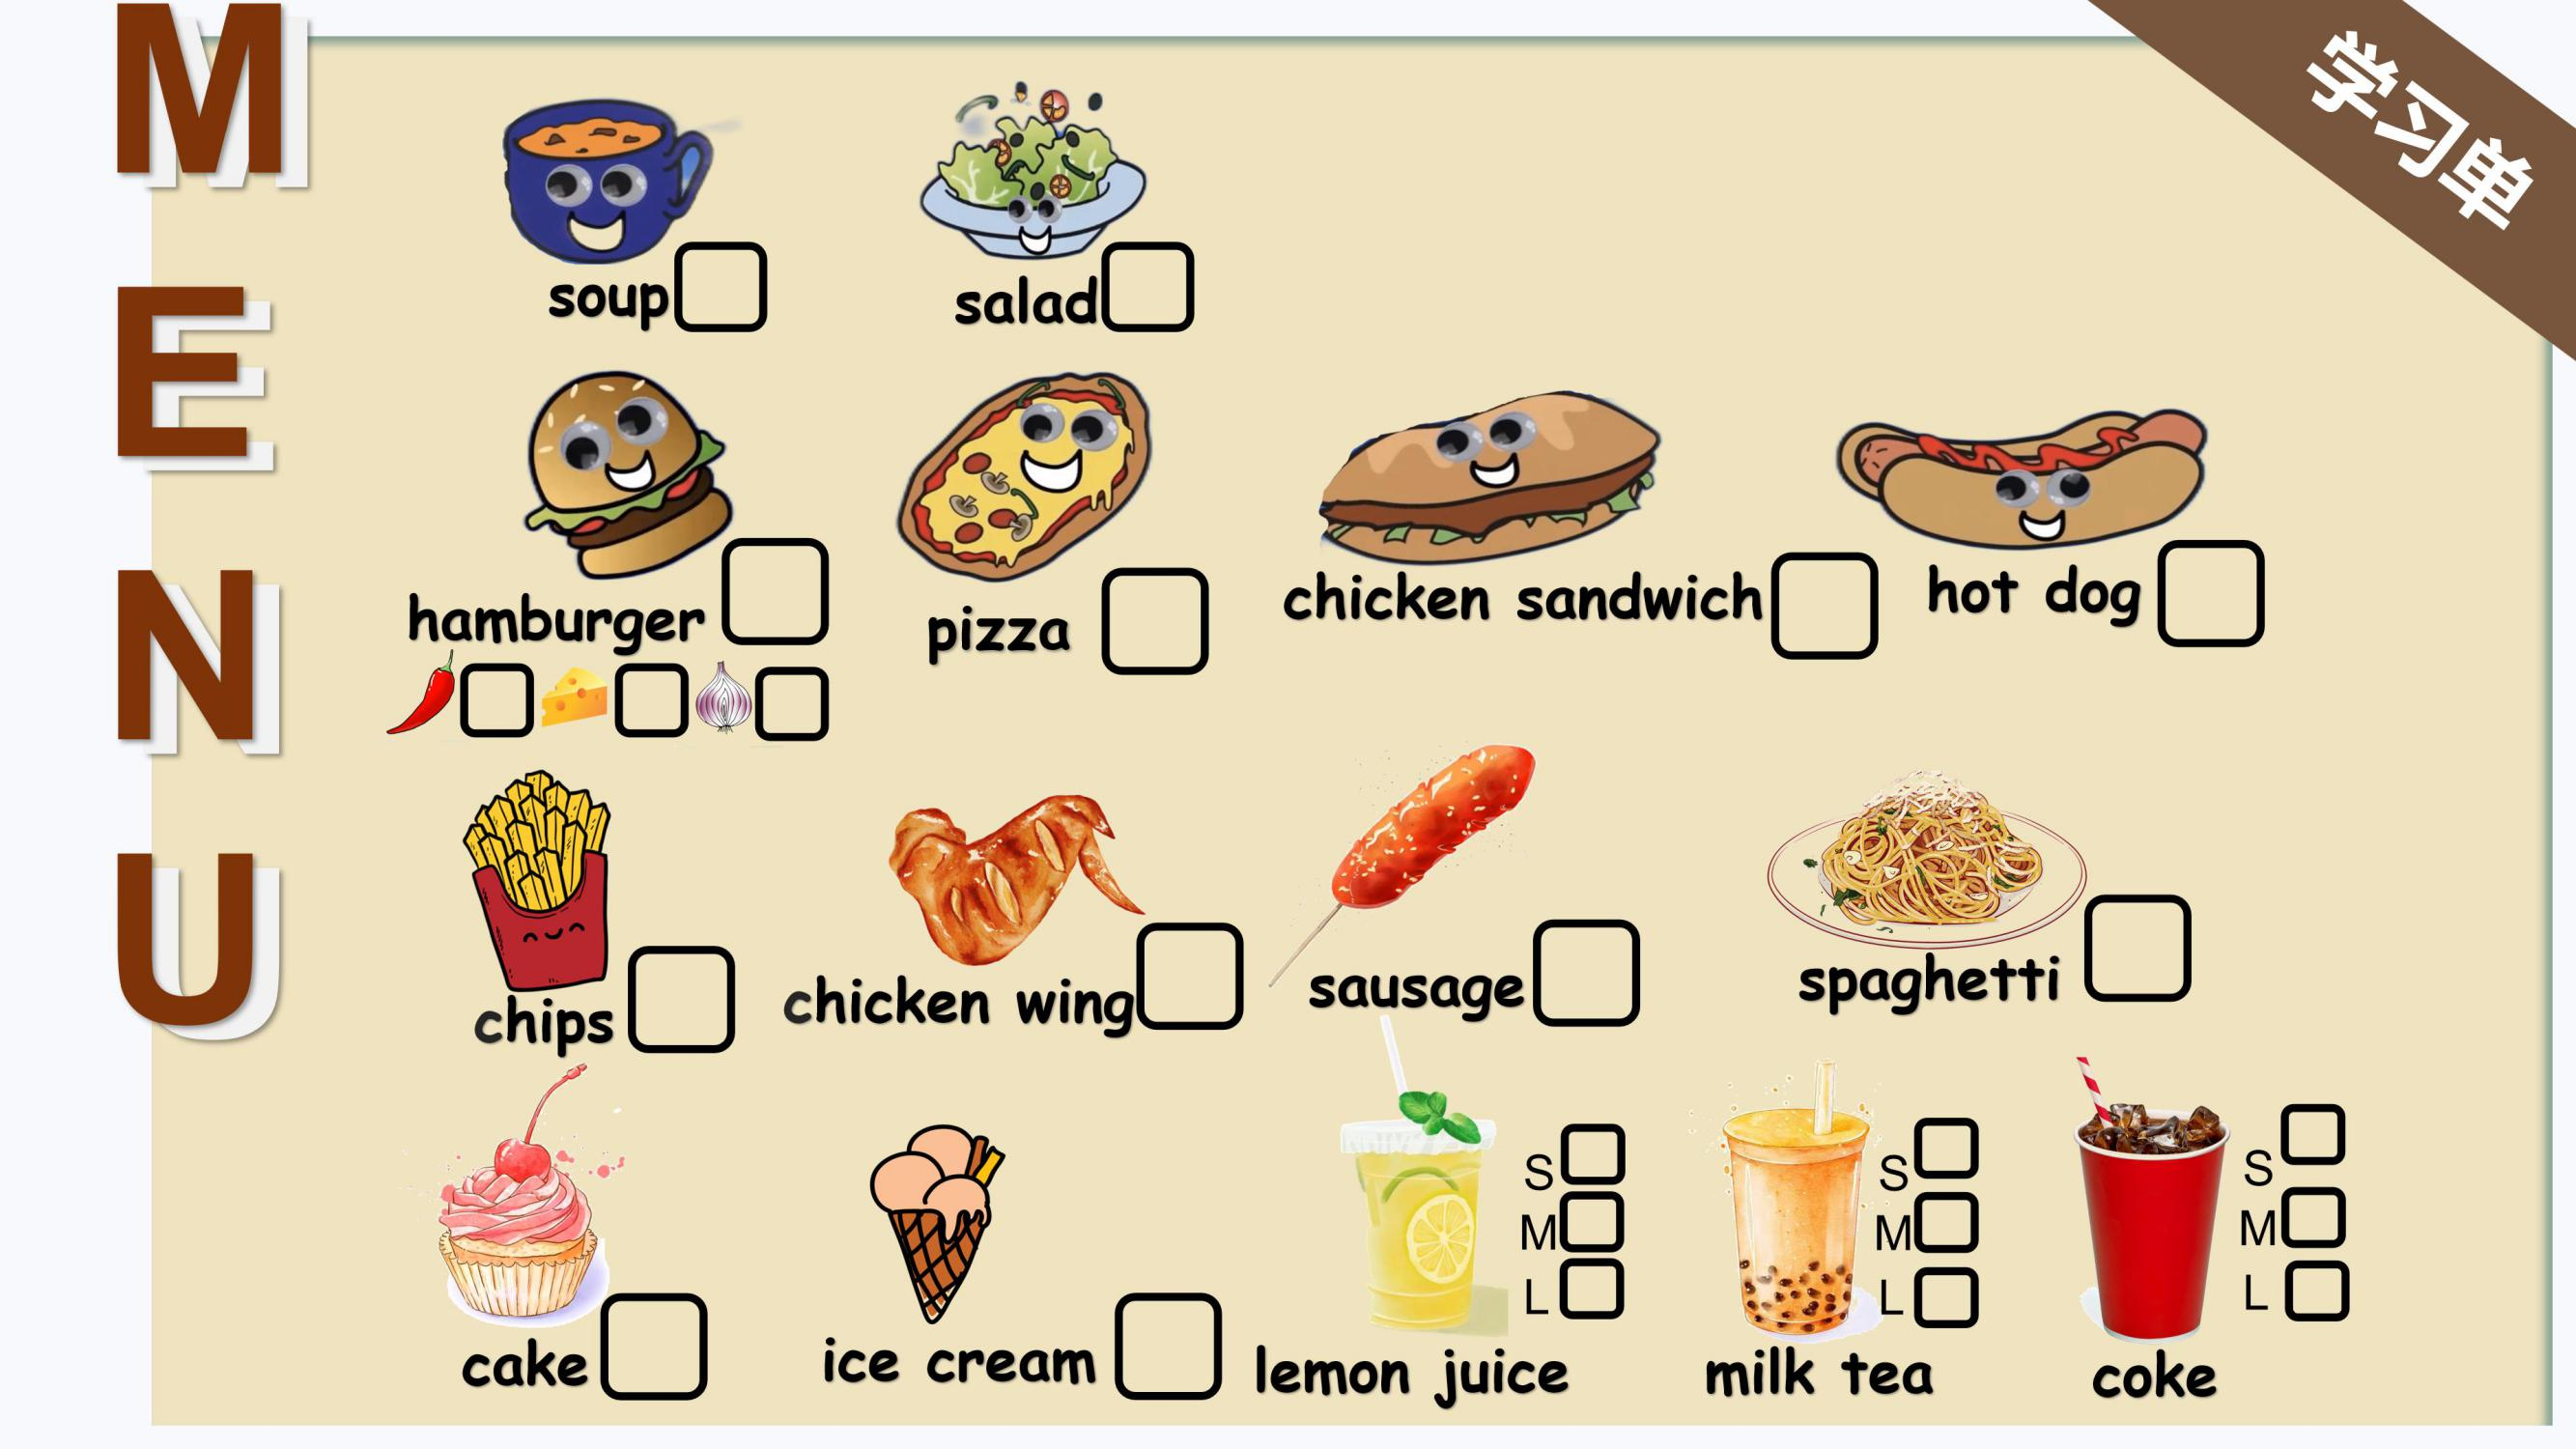 MENU
学习单
soup
salad
hamburger
pizza
chicken sandwich
hot dog
chips
chicken wing
sausage
spaghetti
cake
ice cream
S
M
L
lemon juice
S
M
L
milk tea
S
M
L
coke